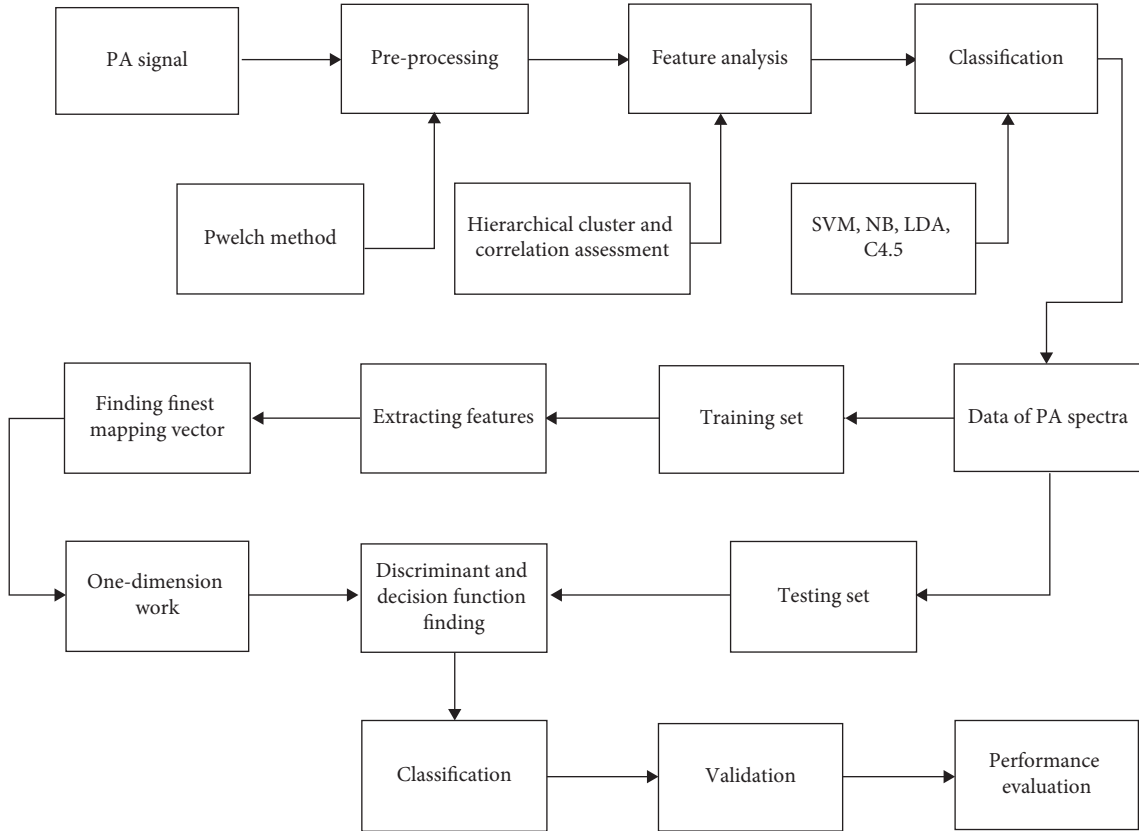 PA signal
Pre-processing
Feature analysis
Classification
Pwelch method
Hierarchical cluster and
correlation assessment
SVM, NB, LDA,
C4.5
Finding finest
mapping vector
Extracting features
Training set
Data of PA spectra
One-dimension
work
Discriminant and
decision function
finding
Testing set
Classification
Validation
Performance
evaluation